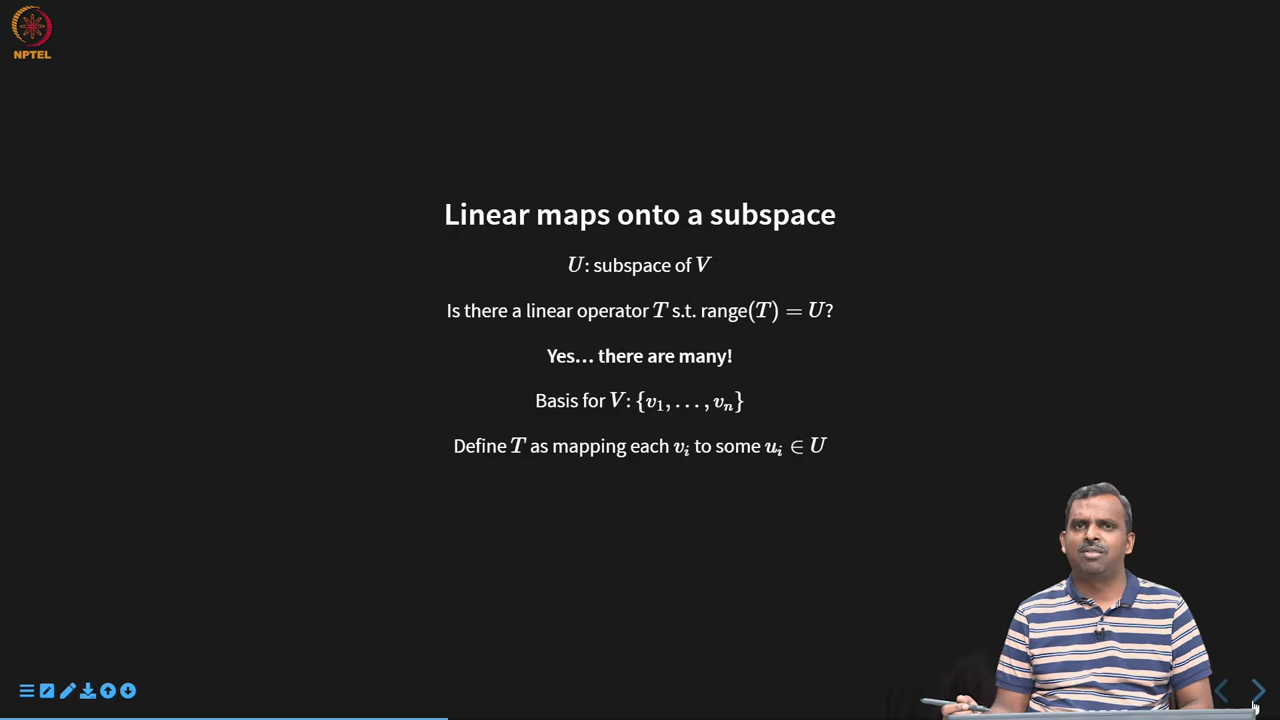 NPTEL
Linear maps onto a subspace
U: subspace of V
Is there a linear operator T s.t. range(T) = U?
Yes... there are many!
Basis for V: {v₁, . . . , vₙ}
Define T as mapping each vᵢ to some uᵢ ∈ U